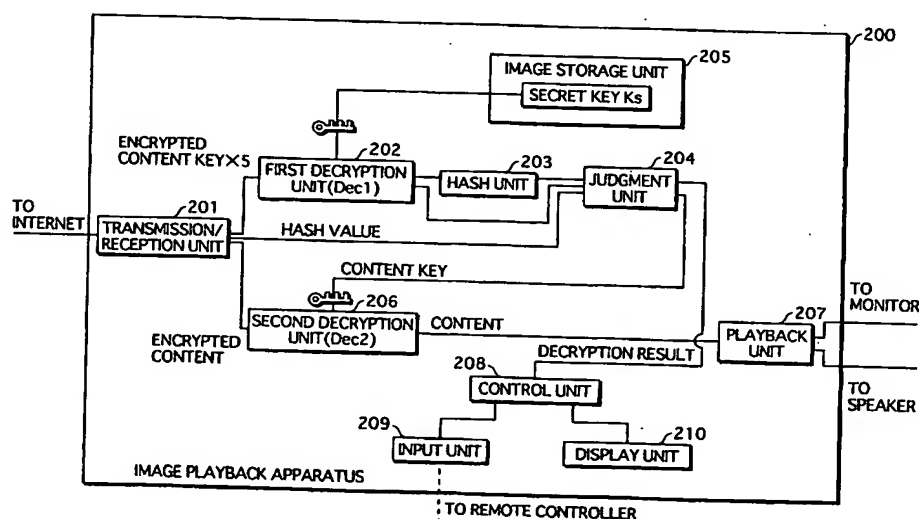 200
205
IMAGE STORAGE UNIT
SECRET KEY Ks
ENCRYPTED
CONTENT KEY×5
202
FIRST DECRYPTION
UNIT(Dec1)
203
HASH UNIT
204
JUDGMENT
UNIT
TO
INTERNET
201
TRANSMISSION/
RECEPTION UNIT
HASH VALUE
CONTENT KEY
206
SECOND DECRYPTION
UNIT(Dec2)
ENCRYPTED
CONTENT
CONTENT
207
PLAYBACK
UNIT
TO
MONITOR
TO
SPEAKER
DECRYPTION RESULT
208
CONTROL UNIT
209
INPUT UNIT
210
DISPLAY UNIT
IMAGE PLAYBACK APPARATUS
TO REMOTE CONTROLLER